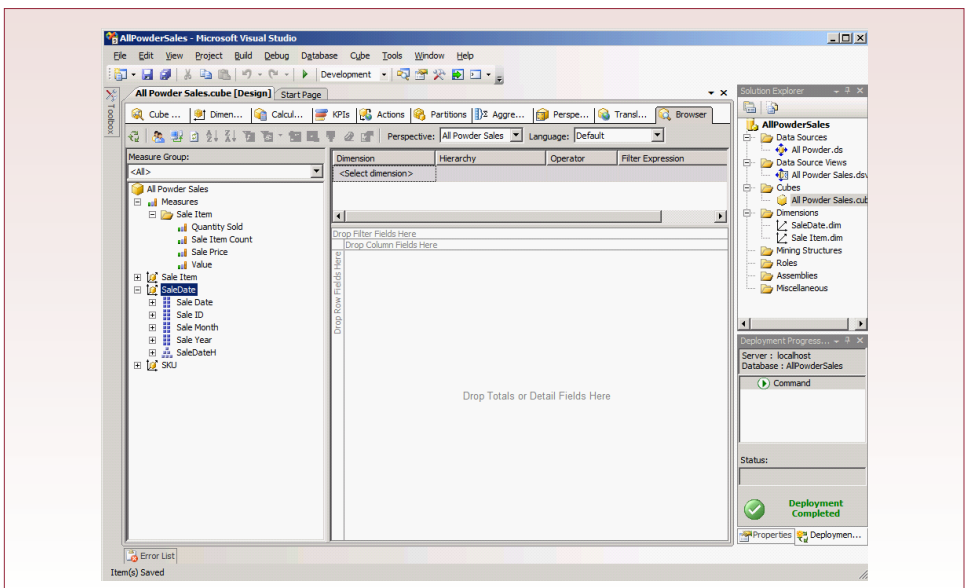 AllPowderSales - Microsoft Visual Studio
File Edit View Project Build Debug Database Cube Tools Window Help
Development
Toolbox
All Powder Sales.cube [Design] Start Page
Cube ... Dimen... Calcul... KPIs Actions Partitions Aggre... Perspe... Transl... Browser
Perspective: All Powder Sales Language: Default
Measure Group:
<All>
All Powder Sales
Measures
Sale Item
Quantity Sold
Sale Item Count
Sale Price
Value
Sale Item
SaleDate
Sale Date
Sale ID
Sale Month
Sale Year
SaleDateH
SKU
Dimension Hierarchy Operator Filter Expression
<Select dimension>
Drop Filter Fields Here
Drop Column Fields Here
Drop Row Fields Here
Drop Totals or Detail Fields Here
Solution Explorer
AllPowderSales
Data Sources
All Powder.ds
Data Source Views
All Powder Sales.dsv
Cubes
All Powder Sales.cub
Dimensions
SaleDate.dim
Sale Item.dim
Mining Structures
Roles
Assemblies
Miscellaneous
Deployment Progress...
Server : localhost
Database : AllPowderSales
Command
Status:
Deployment
Completed
Properties Deploymen...
Error List
Item(s) Saved